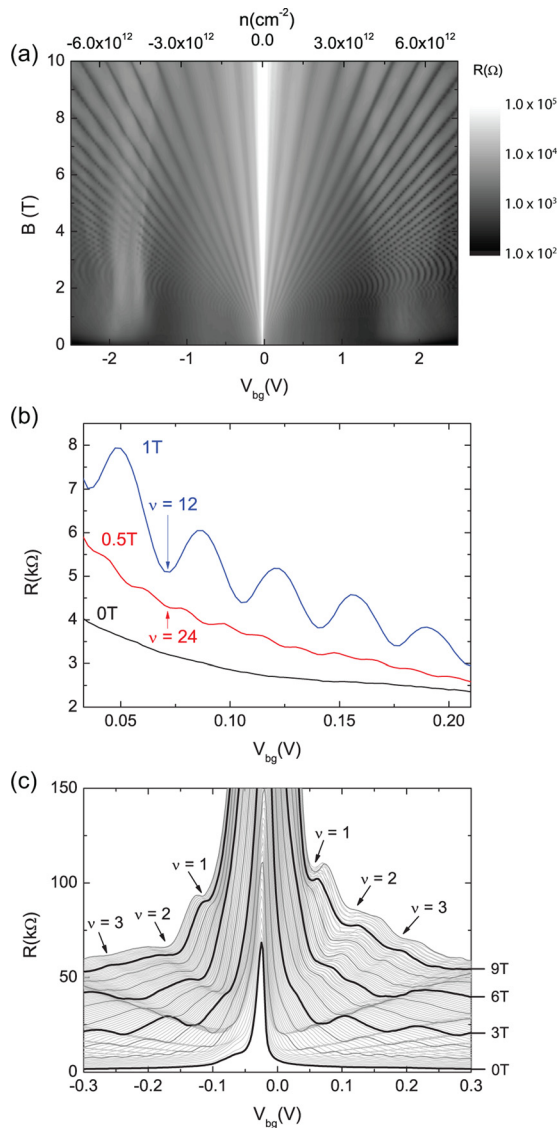 n(cm⁻²)
-6.0x10¹² -3.0x10¹² 0.0 3.0x10¹² 6.0x10¹²
(a)
R(Ω)
10
8
6
4
2
0
B (T)
1.0 x 10⁵
1.0 x 10⁴
1.0 x 10³
1.0 x 10²
-2 -1 0 1 2
V_bg(V)
(b)
8
7
6
5
4
3
2
R(kΩ)
1T
ν = 12
0.5T
ν = 24
0T
0.05 0.10 0.15 0.20
V_bg(V)
(c)
150
100
50
0
R(kΩ)
ν = 1
ν = 2
ν = 3
ν = 1
ν = 2
ν = 3
9T
6T
3T
0T
-0.3 -0.2 -0.1 0.0 0.1 0.2 0.3
V_bg(V)